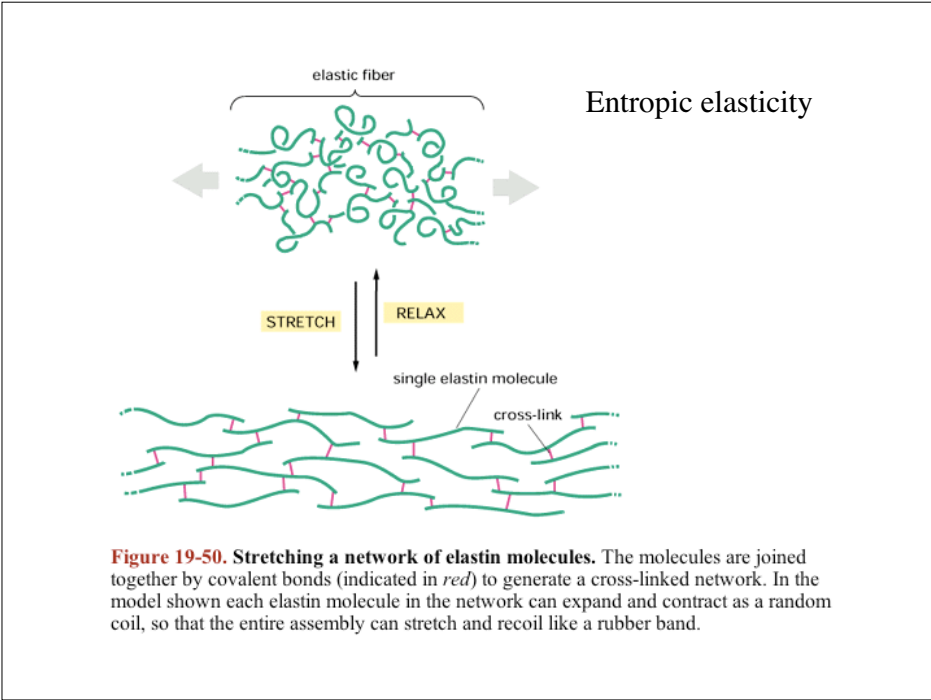 elastic fiber
Entropic elasticity
STRETCH
RELAX
single elastin molecule
cross-link
Figure 19-50. Stretching a network of elastin molecules. The molecules are joined
together by covalent bonds (indicated in red) to generate a cross-linked network. In the
model shown each elastin molecule in the network can expand and contract as a random
coil, so that the entire assembly can stretch and recoil like a rubber band.